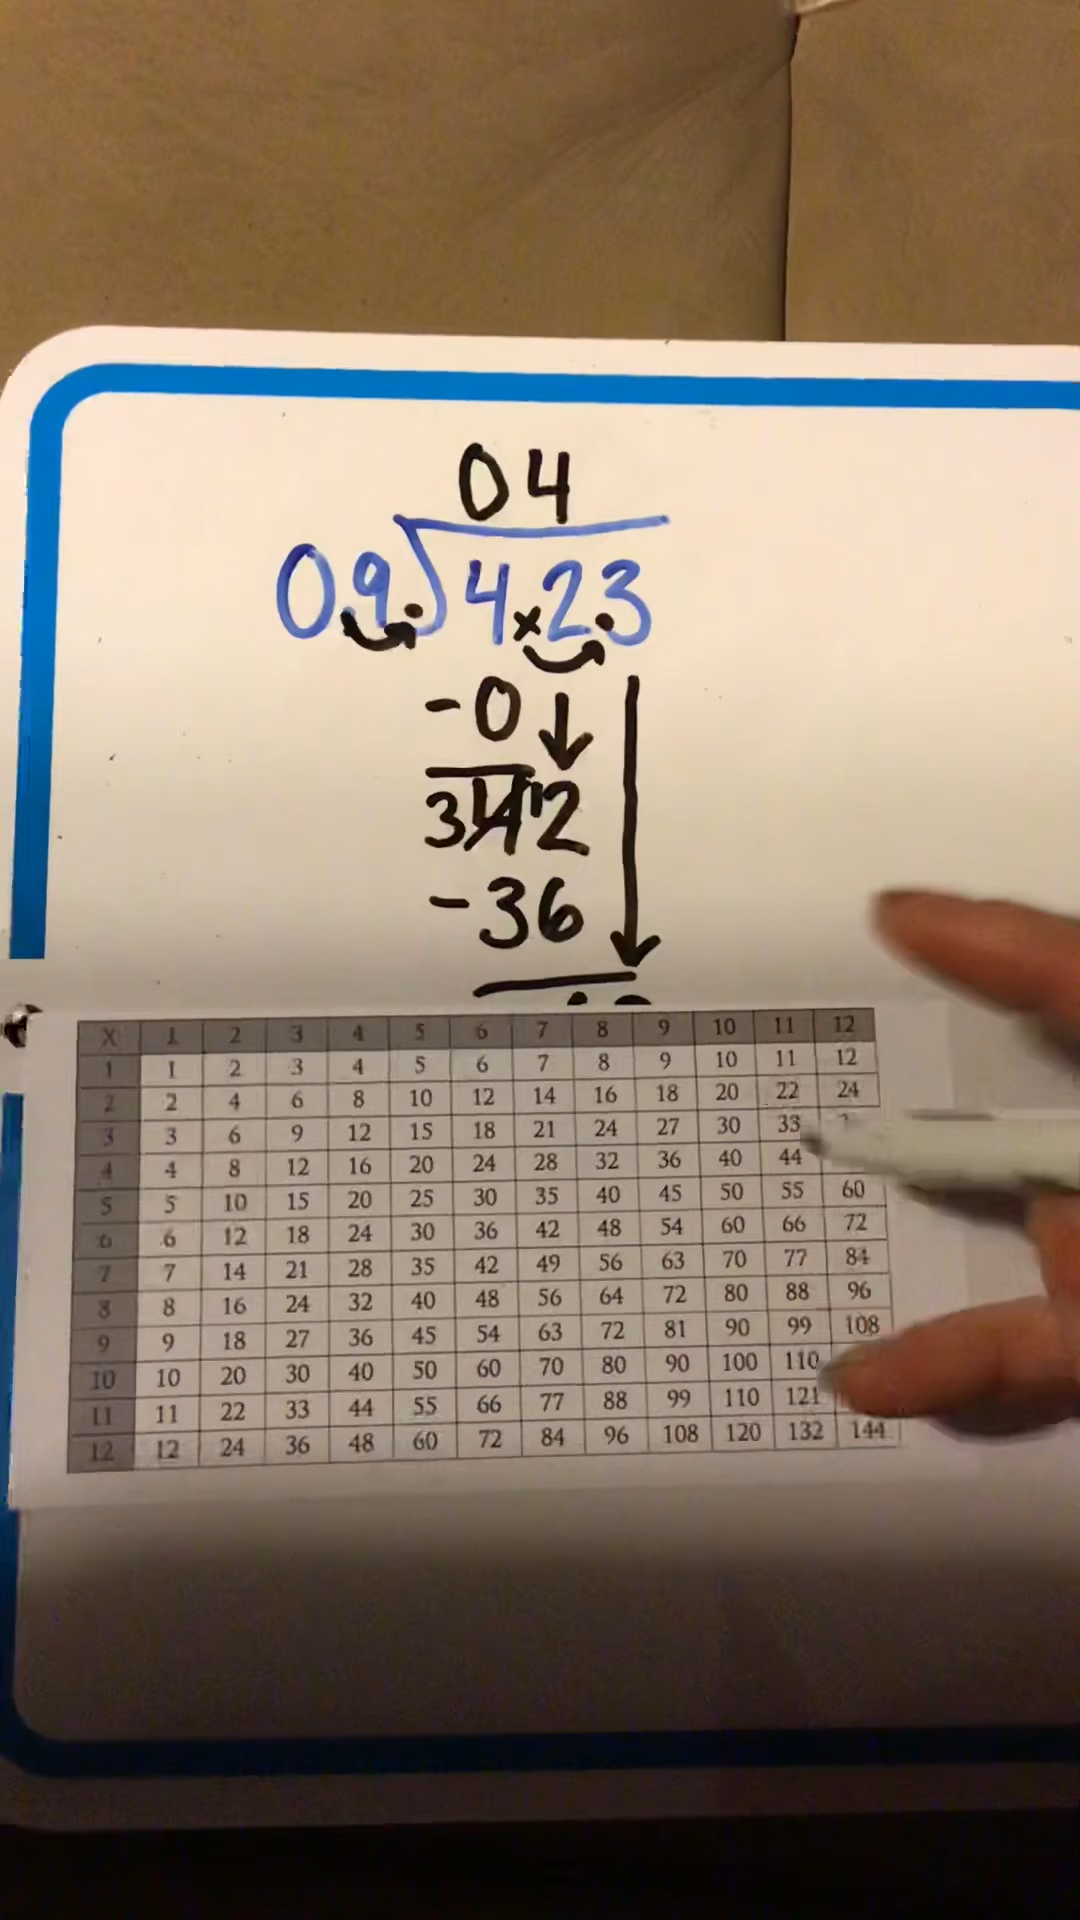 04
0.9. 4×2.3
-0
3412
-36
X 1 2 3 4 5 6 7 8 9 10 11 12
1 1 2 3 4 5 6 7 8 9 10 11 12
2 2 4 6 8 10 12 14 16 18 20 22 24
3 3 6 9 12 15 18 21 24 27 30 33
4 4 8 12 16 20 24 28 32 36 40 44
5 5 10 15 20 25 30 35 40 45 50 55 60
6 6 12 18 24 30 36 42 48 54 60 66 72
7 7 14 21 28 35 42 49 56 63 70 77 84
8 8 16 24 32 40 48 56 64 72 80 88 96
9 9 18 27 36 45 54 63 72 81 90 99 108
10 10 20 30 40 50 60 70 80 90 100 110
11 11 22 33 44 55 66 77 88 99 110 121
12 12 24 36 48 60 72 84 96 108 120 132 144